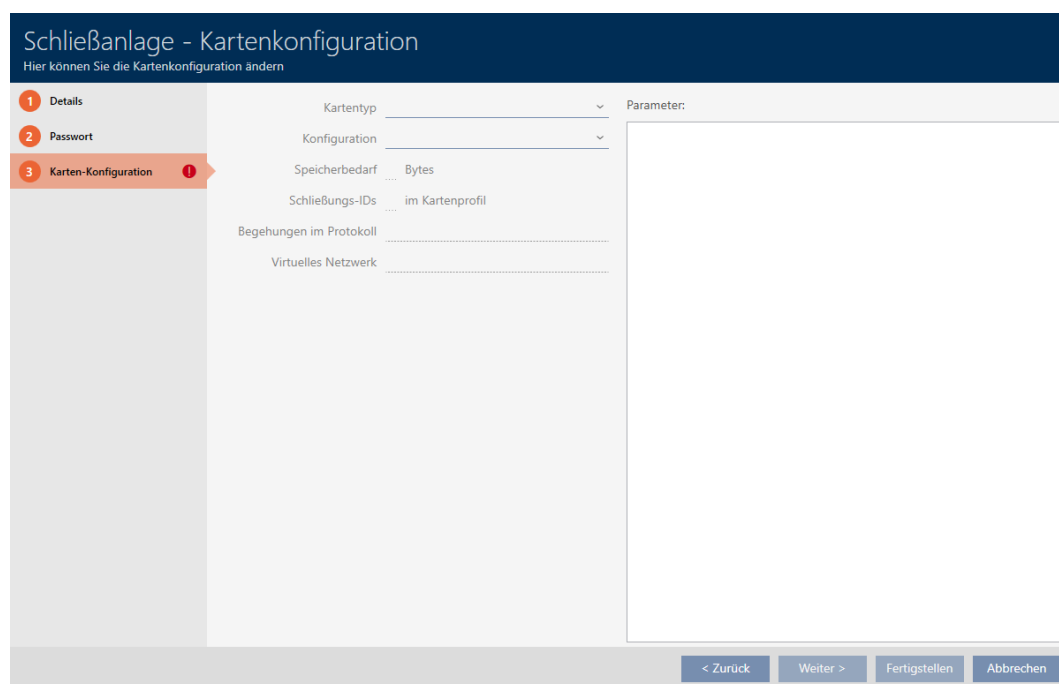 Schließanlage - Kartenkonfiguration
Hier können Sie die Kartenkonfiguration ändern
1 Details
2 Passwort
3 Karten-Konfiguration !
Kartentyp
Konfiguration
Speicherbedarf .... Bytes
Schließungs-IDs .... im Kartenprofil
Begehungen im Protokoll
Virtuelles Netzwerk
Parameter:
< Zurück
Weiter >
Fertigstellen
Abbrechen